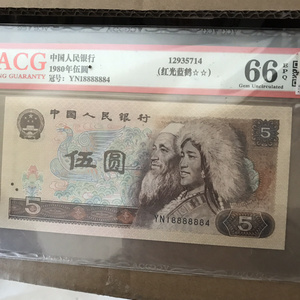 ACG
NG GUARANTY
中国人民银行
1980年伍圆*
冠号: YN18888884
12935714
(红光蓝鹤☆☆)
66 EPQ
Gem Uncirculated
中国人民银行
伍圆
5
5
YN18888884